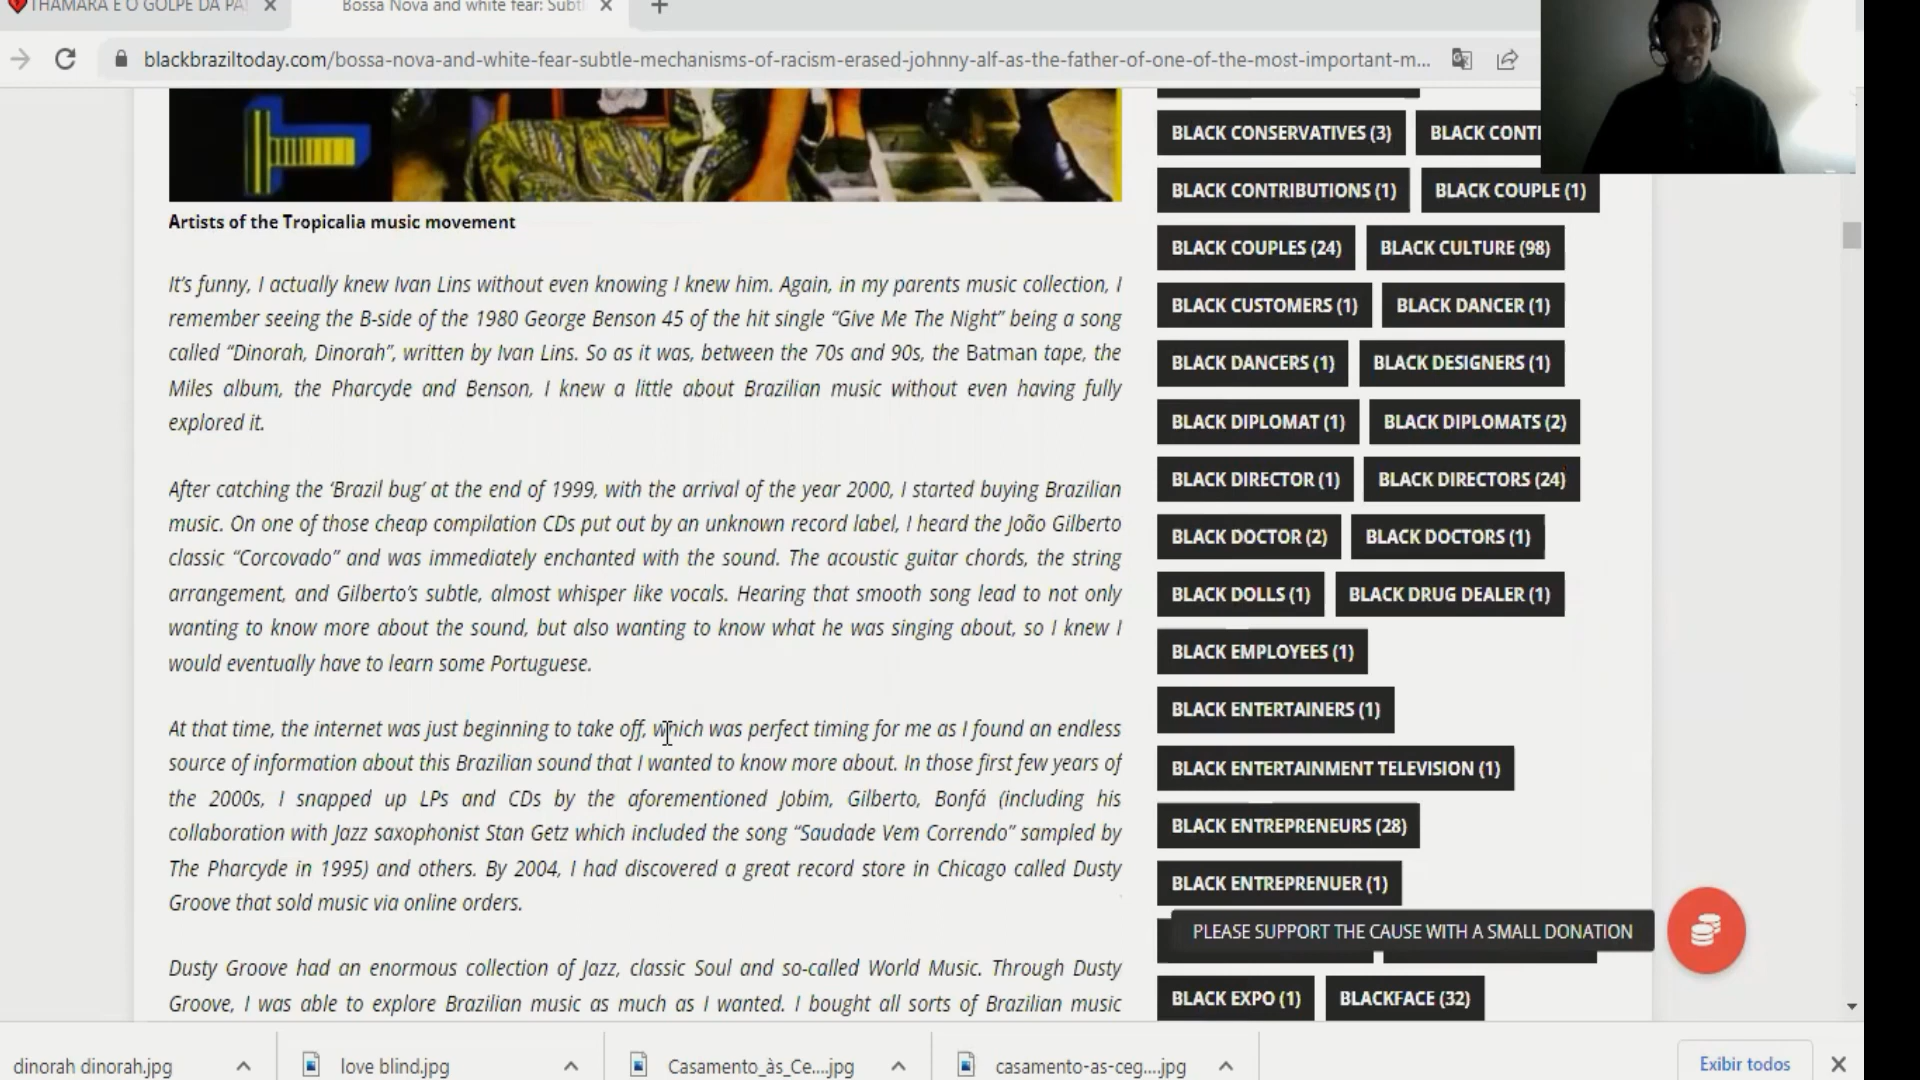 THAMARA E O GOLPE DA PA
Bossa Nova and white fear: Subt
blackbraziltoday.com/bossa-nova-and-white-fear-subtle-mechanisms-of-racism-erased-johnny-alf-as-the-father-of-one-of-the-most-important-m...
Artists of the Tropicalia music movement
It's funny, I actually knew Ivan Lins without even knowing I knew him. Again, in my parents music collection, I
remember seeing the B-side of the 1980 George Benson 45 of the hit single “Give Me The Night” being a song
called “Dinorah, Dinorah”, written by Ivan Lins. So as it was, between the 70s and 90s, the Batman tape, the
Miles album, the Pharcyde and Benson, I knew a little about Brazilian music without even having fully
explored it.
After catching the ‘Brazil bug’ at the end of 1999, with the arrival of the year 2000, I started buying Brazilian
music. On one of those cheap compilation CDs put out by an unknown record label, I heard the João Gilberto
classic “Corcovado” and was immediately enchanted with the sound. The acoustic guitar chords, the string
arrangement, and Gilberto’s subtle, almost whisper like vocals. Hearing that smooth song lead to not only
wanting to know more about the sound, but also wanting to know what he was singing about, so I knew I
would eventually have to learn some Portuguese.
At that time, the internet was just beginning to take off, which was perfect timing for me as I found an endless
source of information about this Brazilian sound that I wanted to know more about. In those first few years of
the 2000s, I snapped up LPs and CDs by the aforementioned Jobim, Gilberto, Bonfá (including his
collaboration with Jazz saxophonist Stan Getz which included the song “Saudade Vem Correndo” sampled by
The Pharcyde in 1995) and others. By 2004, I had discovered a great record store in Chicago called Dusty
Groove that sold music via online orders.
Dusty Groove had an enormous collection of Jazz, classic Soul and so-called World Music. Through Dusty
Groove, I was able to explore Brazilian music as much as I wanted. I bought all sorts of Brazilian music
BLACK CONSERVATIVES (3) BLACK CONT
BLACK CONTRIBUTIONS (1) BLACK COUPLE (1)
BLACK COUPLES (24) BLACK CULTURE (98)
BLACK CUSTOMERS (1) BLACK DANCER (1)
BLACK DANCERS (1) BLACK DESIGNERS (1)
BLACK DIPLOMAT (1) BLACK DIPLOMATS (2)
BLACK DIRECTOR (1) BLACK DIRECTORS (24)
BLACK DOCTOR (2) BLACK DOCTORS (1)
BLACK DOLLS (1) BLACK DRUG DEALER (1)
BLACK EMPLOYEES (1)
BLACK ENTERTAINERS (1)
BLACK ENTERTAINMENT TELEVISION (1)
BLACK ENTREPRENEURS (28)
BLACK ENTREPRENUER (1)
PLEASE SUPPORT THE CAUSE WITH A SMALL DONATION
BLACK EXPO (1) BLACKFACE (32)
dinorah dinorah.jpg love blind.jpg Casamento_às_Ce....jpg casamento-as-ceg....jpg Exibir todos